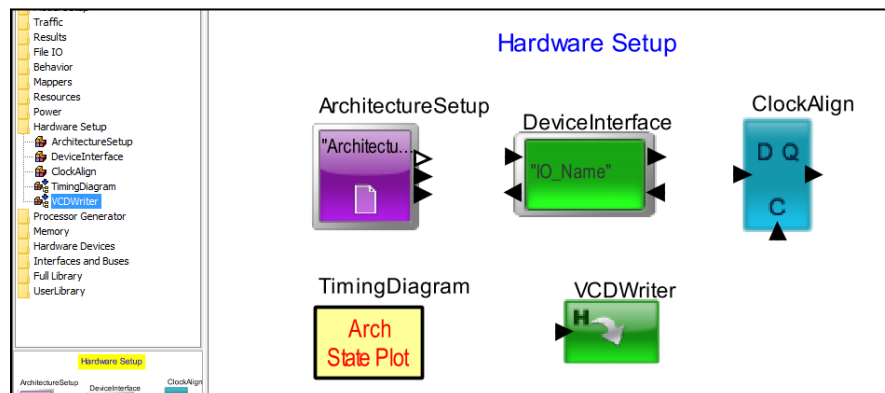 Traffic
Results
File IO
Behavior
Mappers
Resources
Power
Hardware Setup
ArchitectureSetup
DeviceInterface
ClockAlign
TimingDiagram
VCDWriter
Processor Generator
Memory
Hardware Devices
Interfaces and Buses
Full Library
UserLibrary
Hardware Setup
ArchitectureSetup
DeviceInterface
ClockAlign
Hardware Setup
ArchitectureSetup
"Architectu...
DeviceInterface
"IO_Name"
ClockAlign
D Q
C
TimingDiagram
Arch
State Plot
VCDWriter
H